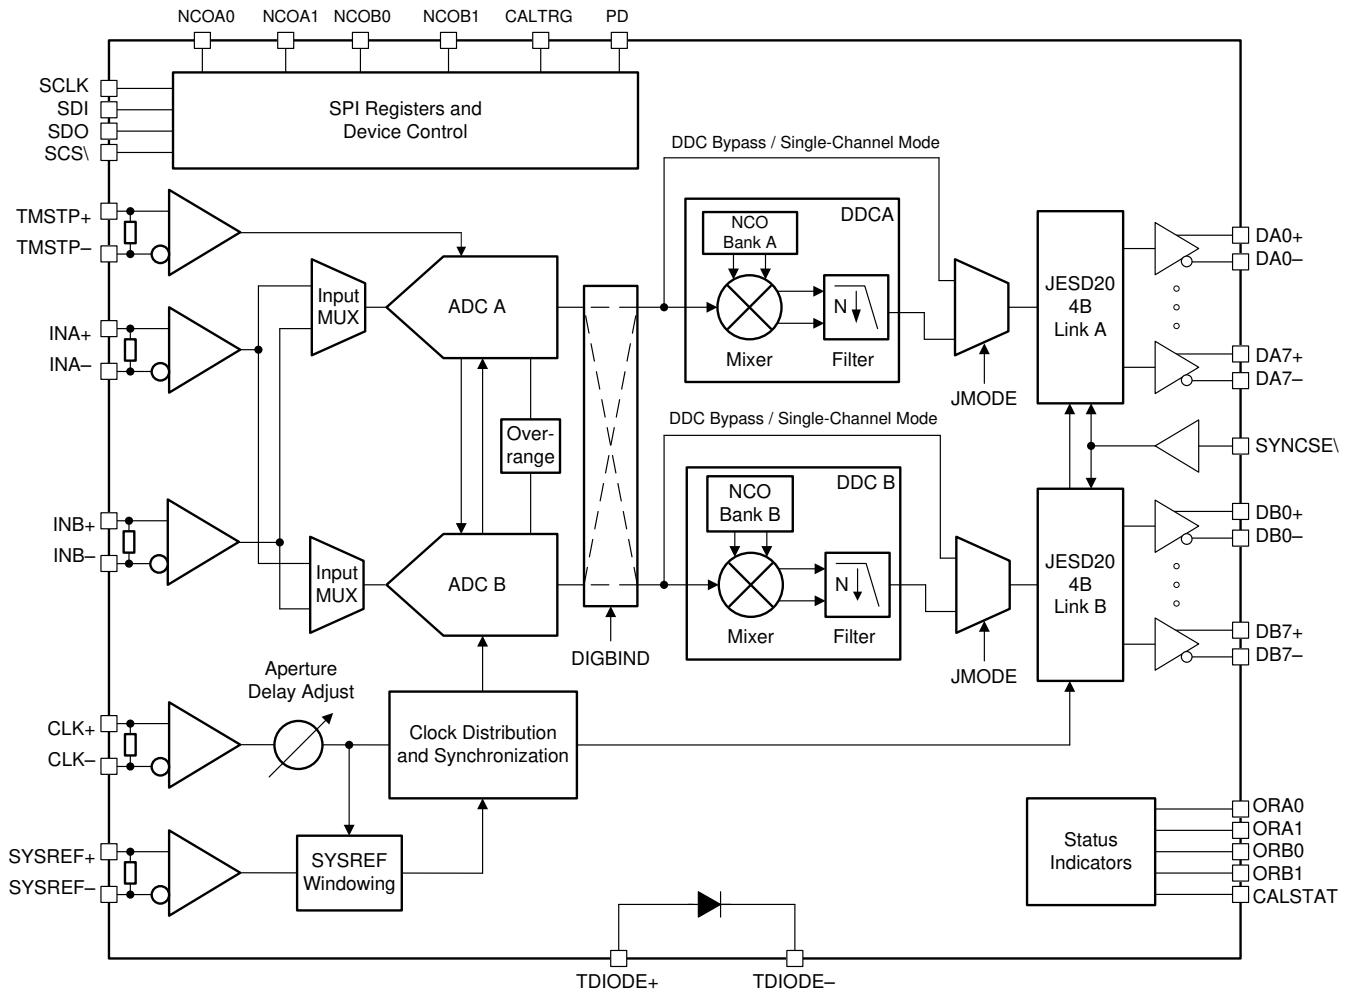 NCOA0 NCOA1 NCOB0 NCOB1 CALTRG PD
SCLK
SDI
SDO
SCS\
SPI Registers and
Device Control
DDC Bypass / Single-Channel Mode
TMSTP+
TMSTP–
INA+
INA–
Input
MUX
ADC A
Over-
range
DDCA
NCO
Bank A
Mixer
N
Filter
JMODE
JESD20
4B
Link A
DA0+
DA0–
DA7+
DA7–
SYNCSE\
DDC Bypass / Single-Channel Mode
INB+
INB–
Input
MUX
ADC B
DIGBIND
DDC B
NCO
Bank B
Mixer
N
Filter
JMODE
JESD20
4B
Link B
DB0+
DB0–
DB7+
DB7–
Aperture
Delay Adjust
CLK+
CLK–
Clock Distribution
and Synchronization
SYSREF+
SYSREF–
SYSREF
Windowing
Status
Indicators
ORA0
ORA1
ORB0
ORB1
CALSTAT
TDIODE+
TDIODE–